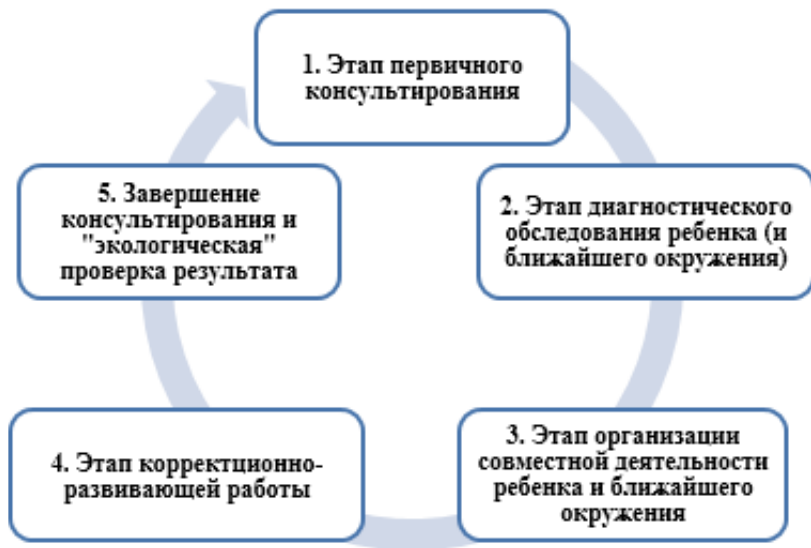 1. Этап первичного
консультирования
2. Этап диагностического
обследования ребенка (и
ближайшего окружения)
3. Этап организации
совместной деятельности
ребенка и ближайшего
окружения
4. Этап корректционно-
развивающей работы
5. Завершение
консультирования и
"экологическая"
проверка результата